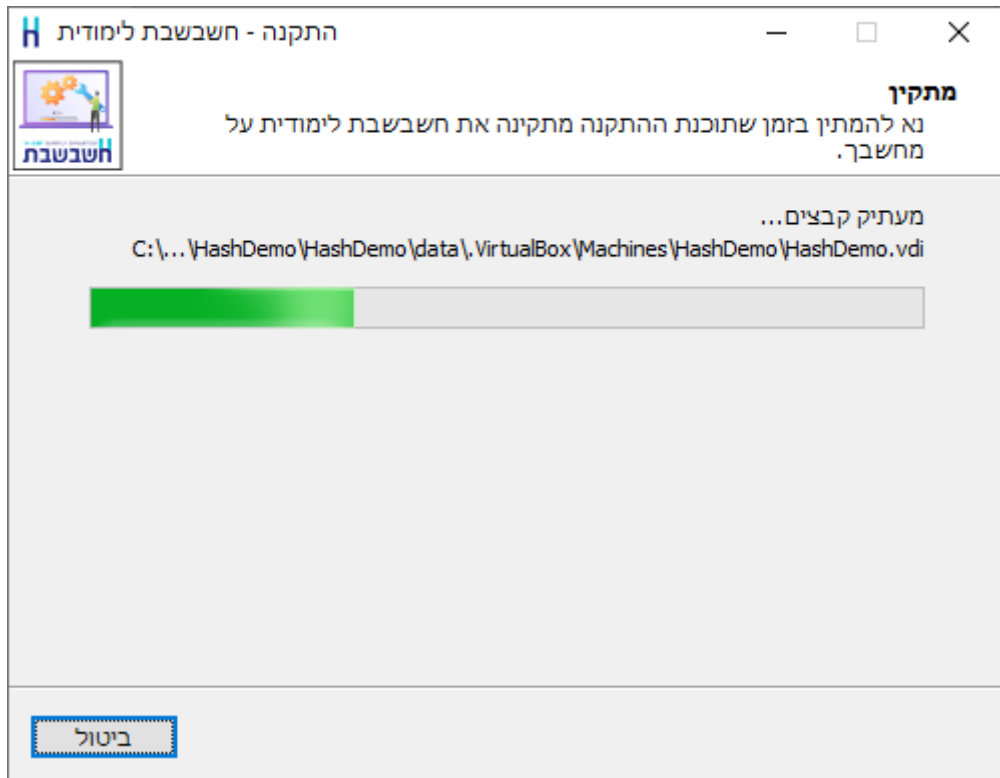 התקנה - חשבשבת לימודית
מתקין
נא להמתין בזמן שתוכנת ההתקנה מתקינה את חשבשבת לימודית על
מחשבך.
חשבשבת
מעתיק קבצים...
C:\...\HashDemo\HashDemo\data\.VirtualBox\Machines\HashDemo\HashDemo.vdi
ביטול